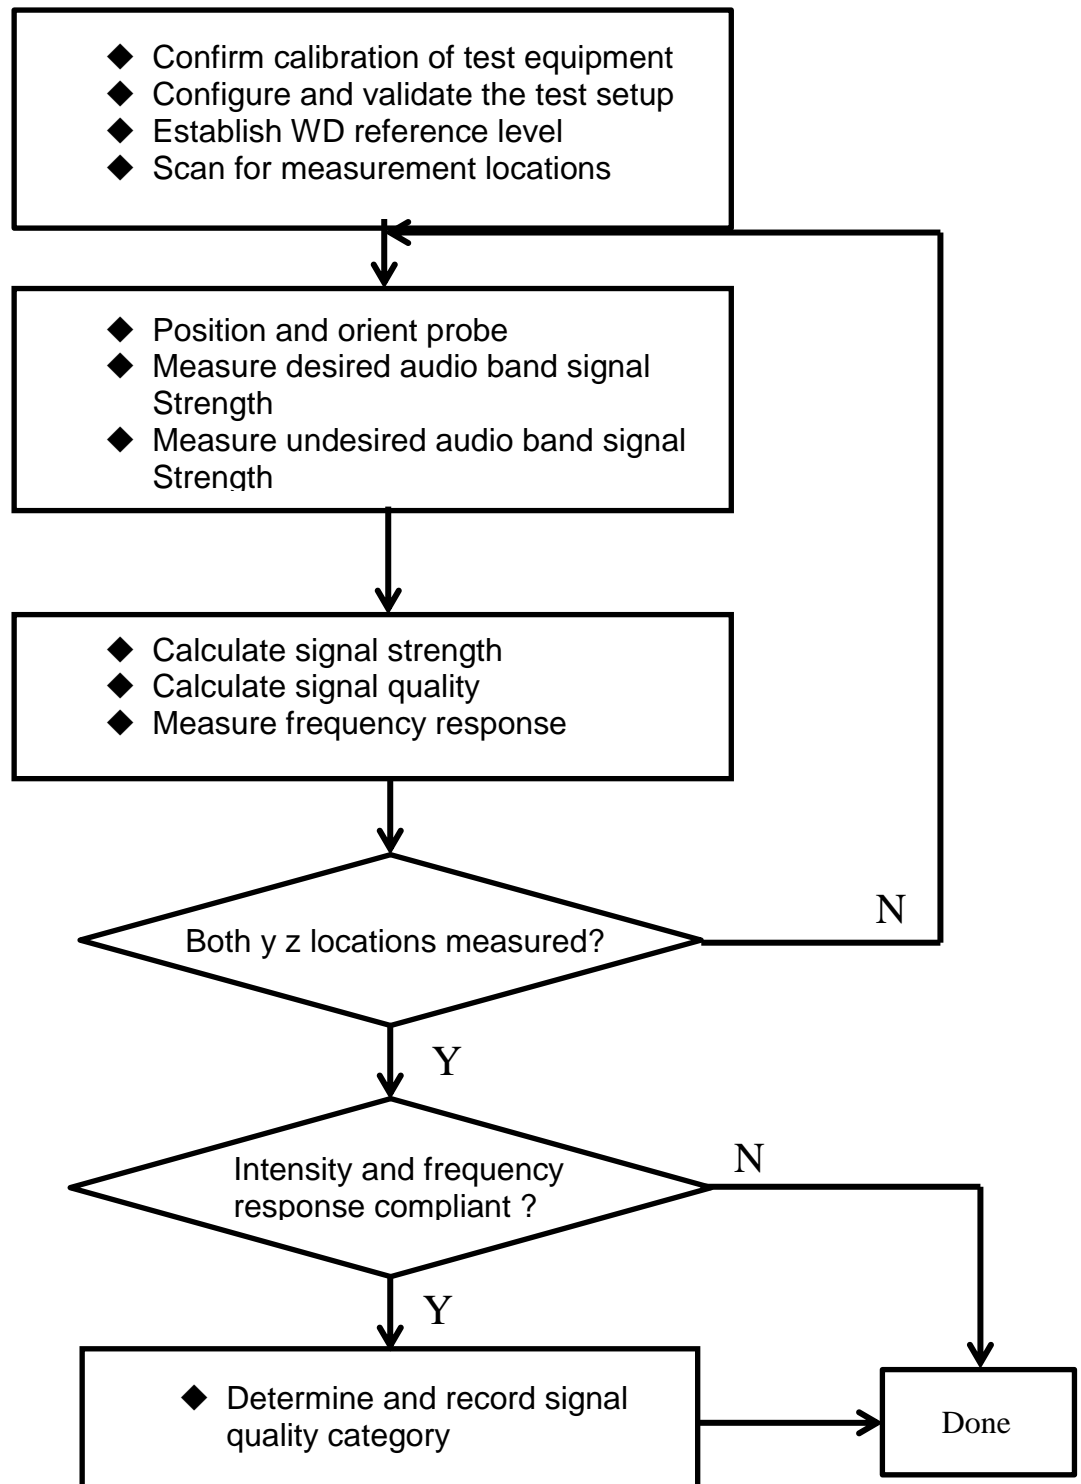 ◆ Confirm calibration of test equipment
◆ Configure and validate the test setup
◆ Establish WD reference level
◆ Scan for measurement locations
◆ Position and orient probe
◆ Measure desired audio band signal
Strength
◆ Measure undesired audio band signal
Strength
◆ Calculate signal strength
◆ Calculate signal quality
◆ Measure frequency response
Both y z locations measured?
N
Y
Intensity and frequency
response compliant ?
N
Y
◆ Determine and record signal
quality category
Done